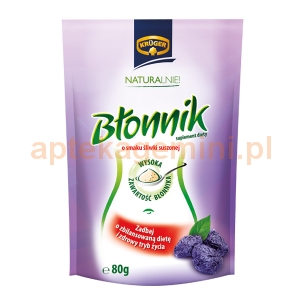 KRÜGER
NATURALNIE!
Błonnik
suplement diety
o smaku śliwki suszonej
aptekagemini.pl
WYSOKA
ZAWARTOŚĆ BŁONNIKA
Zadbaj
o zbilansowaną dietę
i zdrowy tryb życia
e 80g